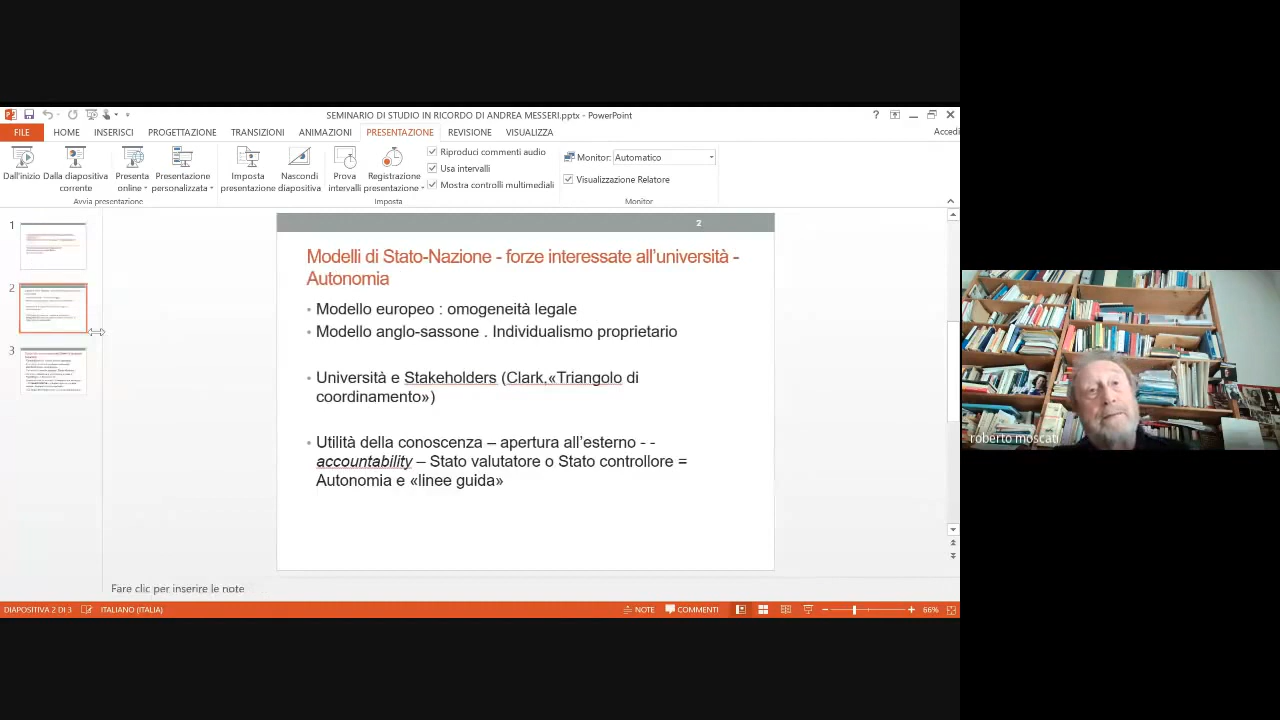 SEMINARIO DI STUDIO IN RICORDO DI ANDREA MESSERI.pptx - PowerPoint
?
FILE HOME INSERISCI PROGETTAZIONE TRANSIZIONI ANIMAZIONI PRESENTAZIONE REVISIONE VISUALIZZA Accedi
Dall'inizio
Dalla diapositiva corrente
Presenta online
Presentazione personalizzata
Avvia presentazione
Imposta presentazione
Nascondi diapositiva
Prova intervalli
Registrazione presentazione
Riproduci commenti audio
Usa intervalli
Mostra controlli multimediali
Imposta
Monitor: Automatico
Visualizzazione Relatore
Monitor
1
2
3
2
Modelli di Stato-Nazione - forze interessate all'università -
Autonomia
• Modello europeo : omogeneità legale
• Modello anglo-sassone . Individualismo proprietario
• Università e Stakeholders (Clark,«Triangolo di
coordinamento»)
• Utilità della conoscenza – apertura all'esterno - -
accountability – Stato valutatore o Stato controllore =
Autonomia e «linee guida»
Fare clic per inserire le note
DIAPOSITIVA 2 DI 3 ITALIANO (ITALIA) NOTE COMMENTI 66%
roberto moscati